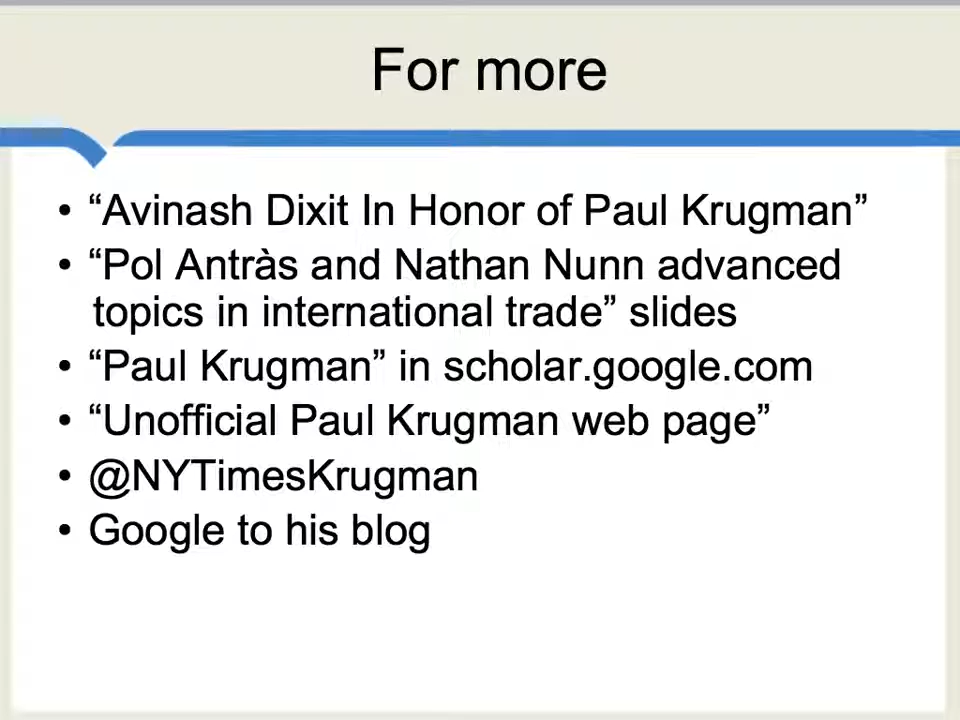 For more
• “Avinash Dixit In Honor of Paul Krugman”
• “Pol Antràs and Nathan Nunn advanced
topics in international trade” slides
• “Paul Krugman” in scholar.google.com
• “Unofficial Paul Krugman web page”
• @NYTimesKrugman
• Google to his blog